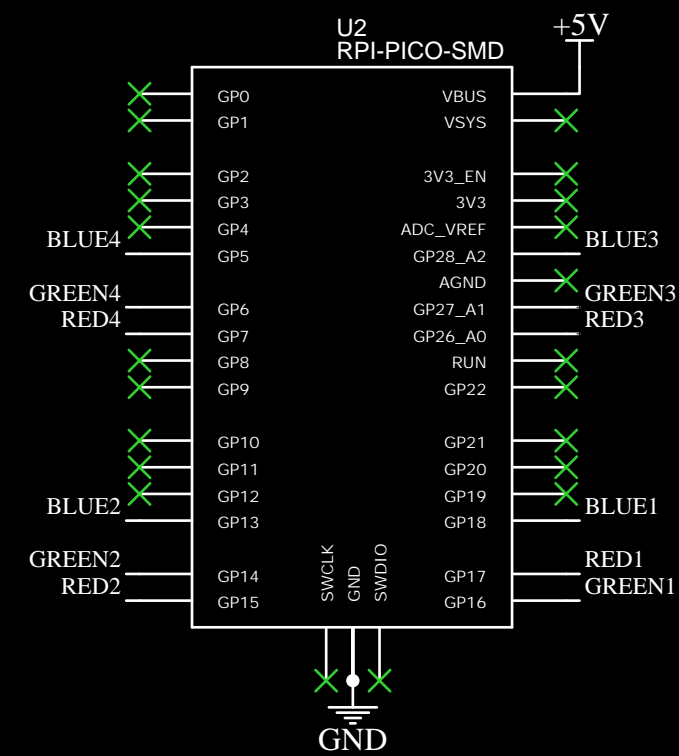 U2
RPI-PICO-SMD
+5V
GP0
VBUS
GP1
VSYS
GP2
3V3_EN
GP3
3V3
GP4
ADC_VREF
BLUE4
GP5
GP28_A2
BLUE3
AGND
GREEN4
GP6
GP27_A1
GREEN3
RED4
GP7
GP26_A0
RED3
GP8
RUN
GP9
GP22
GP10
GP21
GP11
GP20
GP12
GP19
BLUE2
GP13
GP18
BLUE1
GREEN2
GP14
GP17
RED1
RED2
GP15
GP16
GREEN1
SWCLK
GND
SWDIO
GND